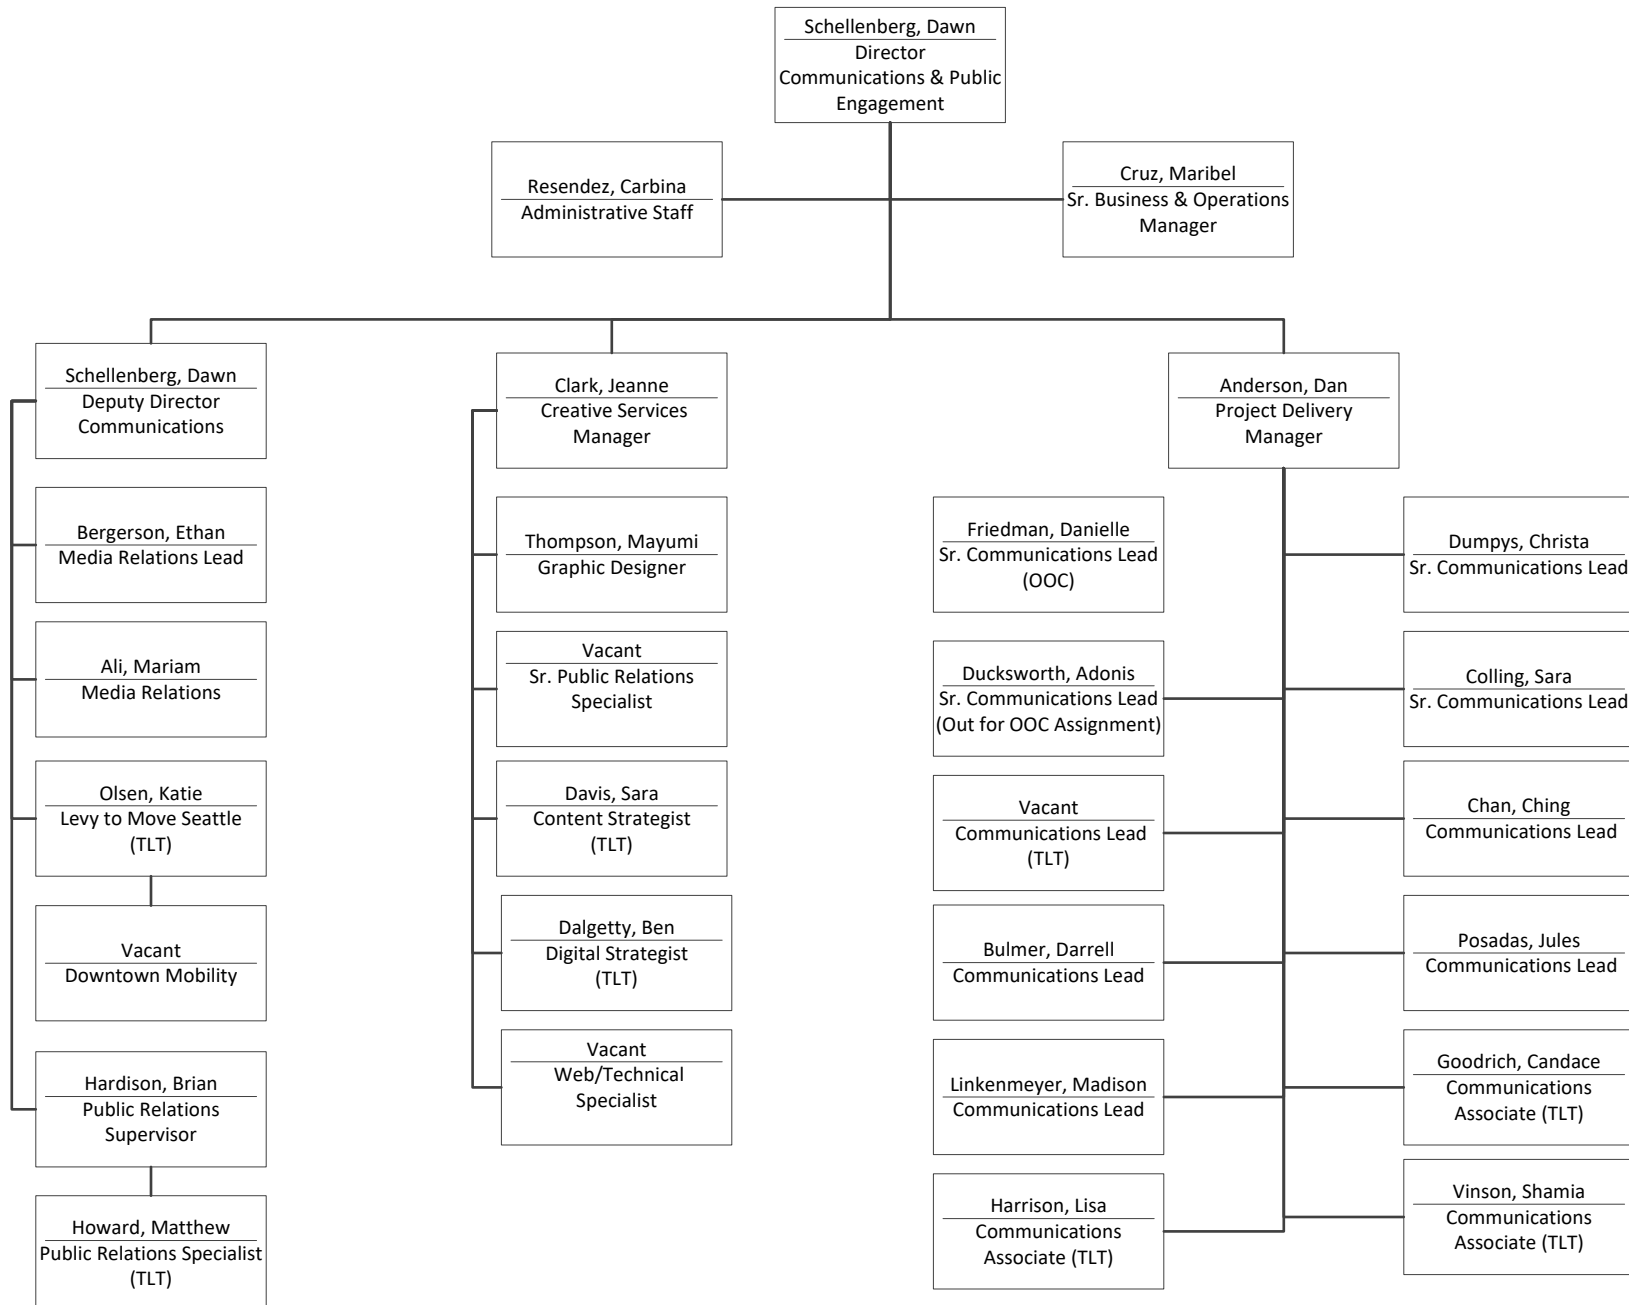 Schellenberg, Dawn
Director
Communications & Public
Engagement
Resendez, Carbina
Administrative Staff
Cruz, Maribel
Sr. Business & Operations
Manager
Schellenberg, Dawn
Deputy Director
Communications
Bergerson, Ethan
Media Relations Lead
Ali, Mariam
Media Relations
Olsen, Katie
Levy to Move Seattle
(TLT)
Vacant
Downtown Mobility
Hardison, Brian
Public Relations
Supervisor
Howard, Matthew
Public Relations Specialist
(TLT)
Clark, Jeanne
Creative Services
Manager
Thompson, Mayumi
Graphic Designer
Vacant
Sr. Public Relations
Specialist
Davis, Sara
Content Strategist
(TLT)
Dalgetty, Ben
Digital Strategist
(TLT)
Vacant
Web/Technical
Specialist
Anderson, Dan
Project Delivery
Manager
Friedman, Danielle
Sr. Communications Lead
(OOC)
Ducksworth, Adonis
Sr. Communications Lead
(Out for OOC Assignment)
Vacant
Communications Lead
(TLT)
Bulmer, Darrell
Communications Lead
Linkenmeyer, Madison
Communications Lead
Harrison, Lisa
Communications
Associate (TLT)
Dumpys, Christa
Sr. Communications Lead
Colling, Sara
Sr. Communications Lead
Chan, Ching
Communications Lead
Posadas, Jules
Communications Lead
Goodrich, Candace
Communications
Associate (TLT)
Vinson, Shamia
Communications
Associate (TLT)